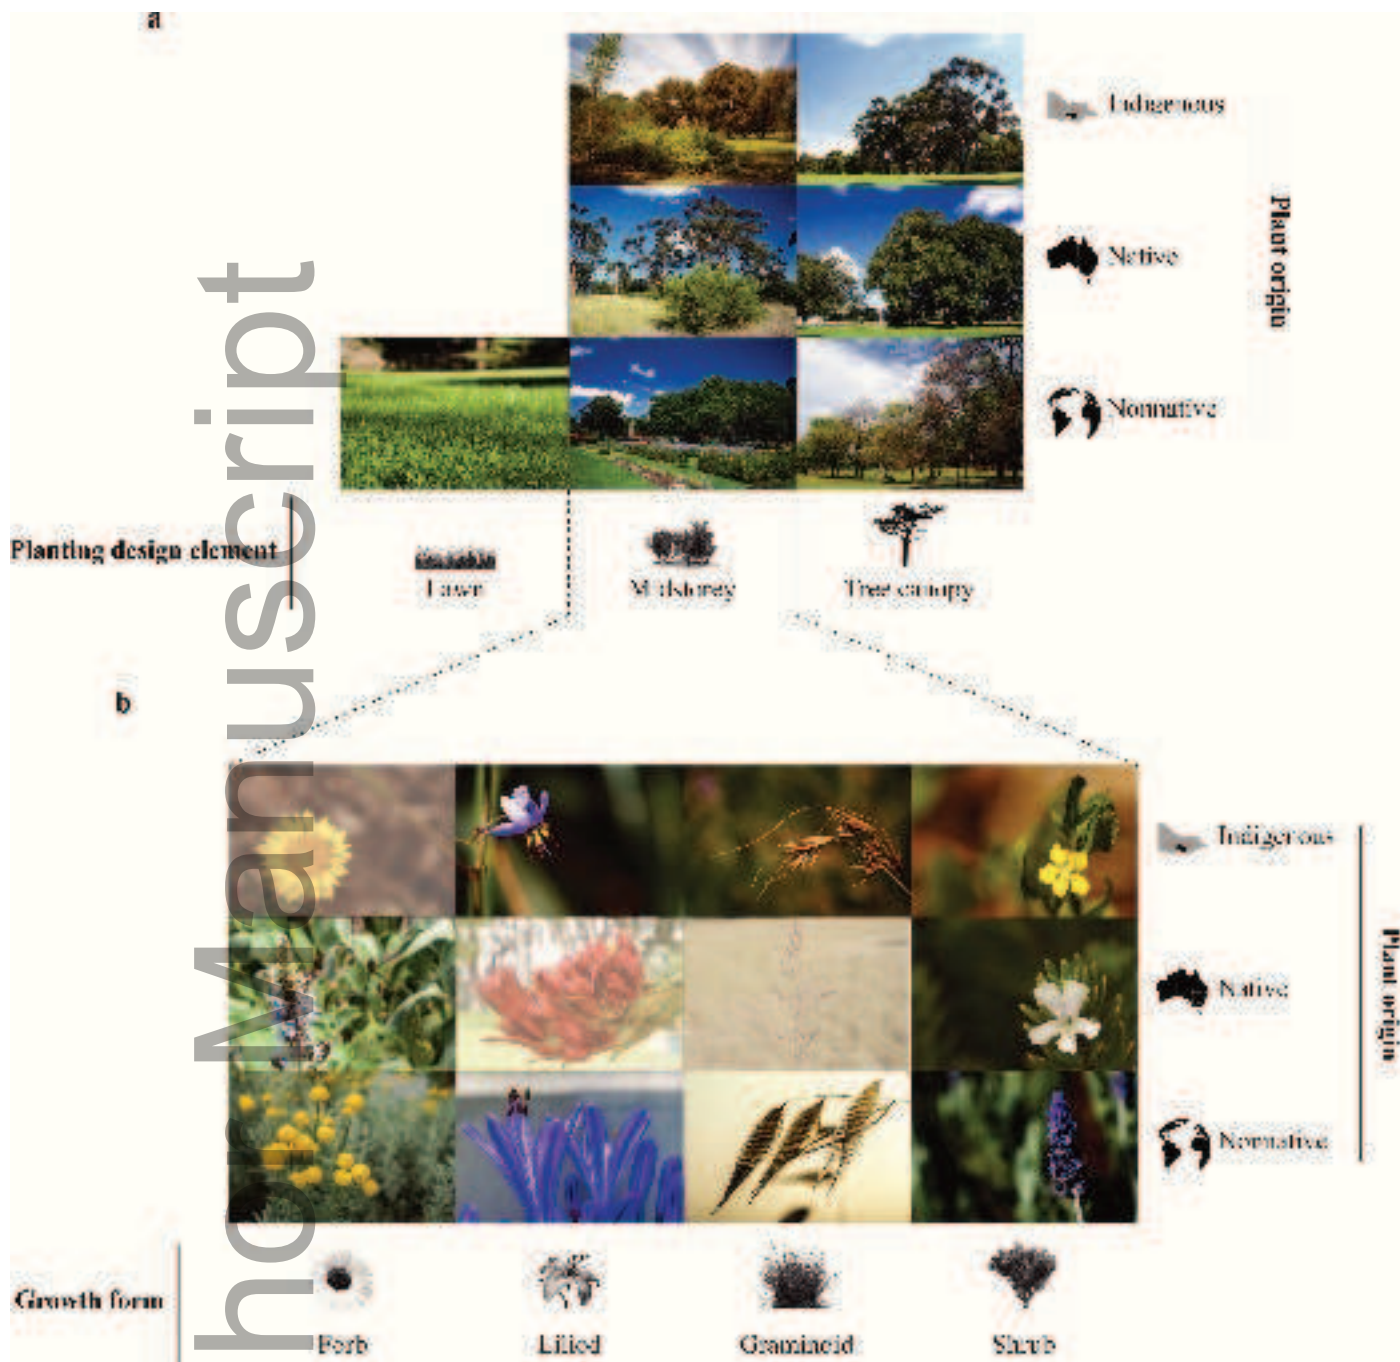 a
Indigenous
Native
Nonnative
Plant origin
Planting design element
Lawn
Midstorey
Tree canopy
b
Indigenous
Native
Nonnative
Plant origin
Growth form
Forb
Lilioid
Graminoid
Shrub
hor Manuscript